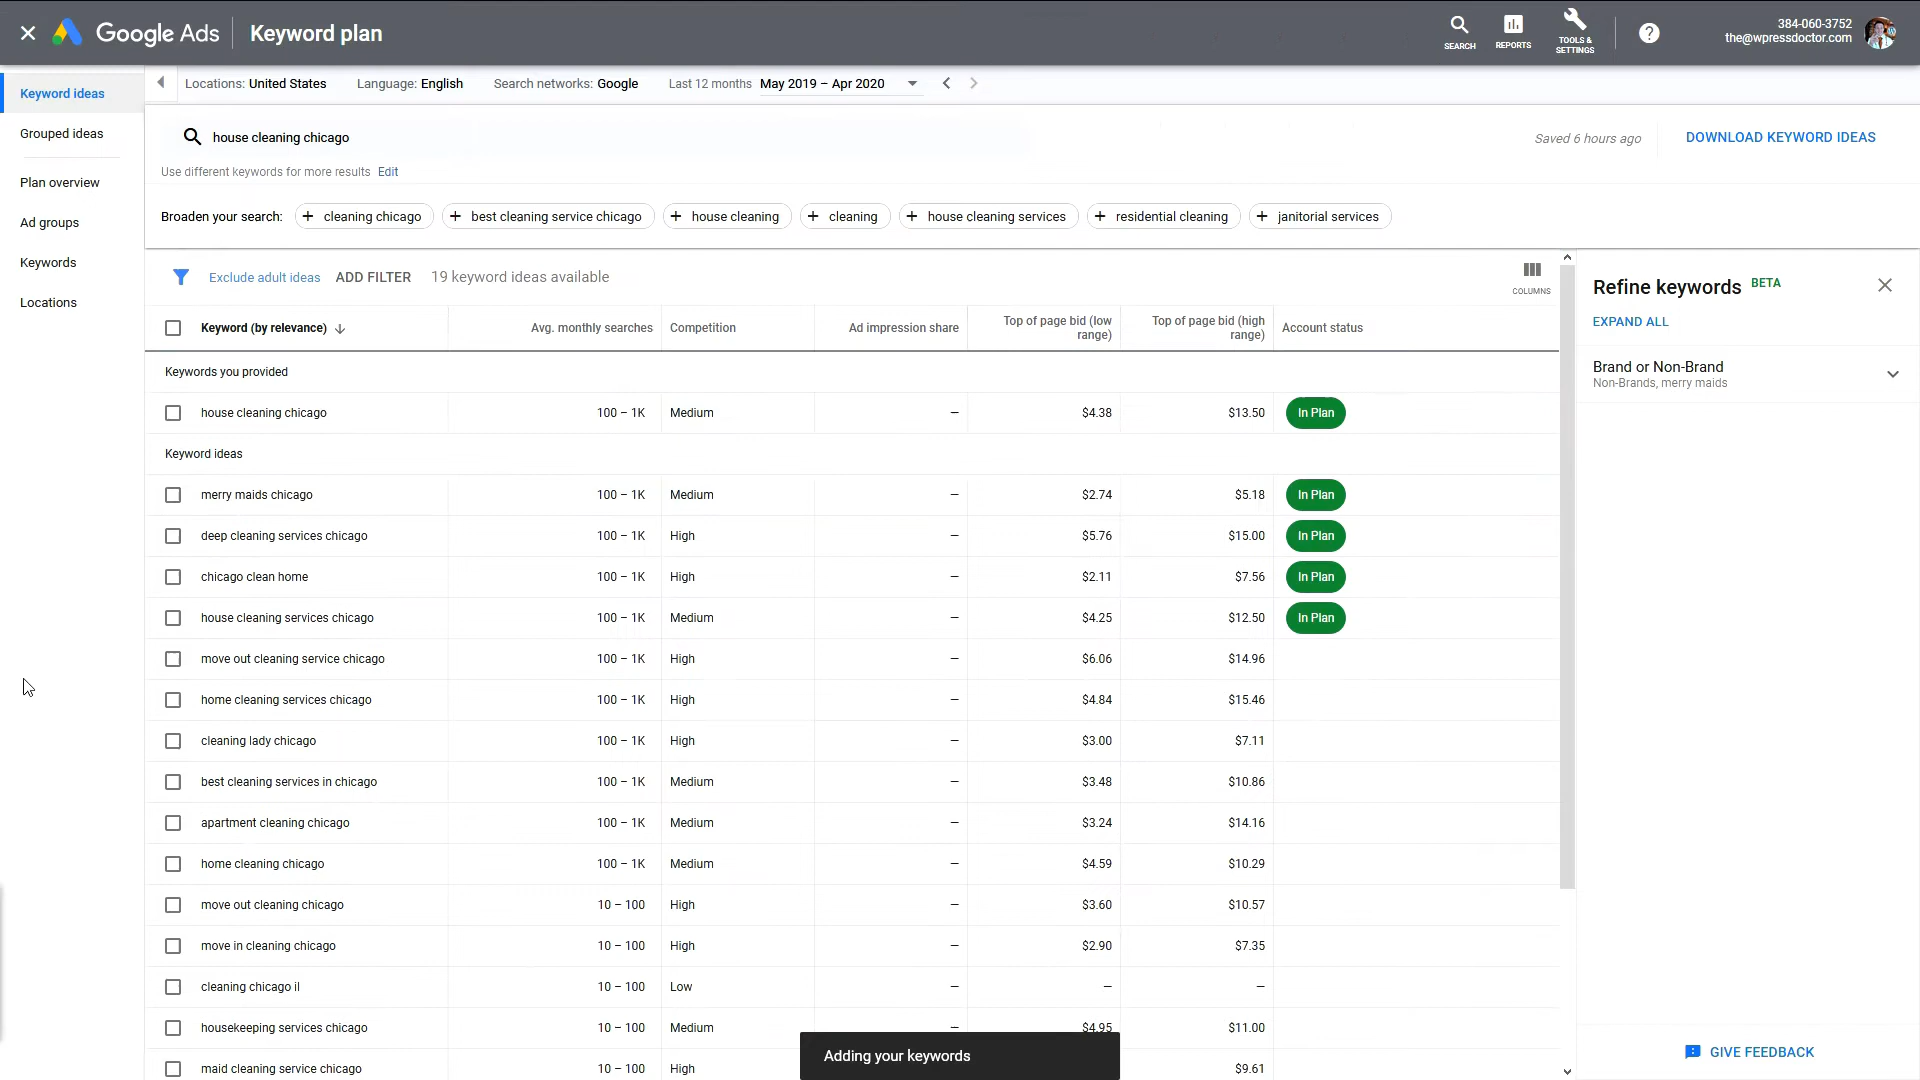 Google Ads
Keyword plan
SEARCH
REPORTS
TOOLS &
SETTINGS
384-060-3752
the@wpressdoctor.com
Keyword ideas
Grouped ideas
Plan overview
Ad groups
Keywords
Locations
Locations: United States Language: English Search networks: Google Last 12 months May 2019 – Apr 2020
house cleaning chicago
Saved 6 hours ago
DOWNLOAD KEYWORD IDEAS
Use different keywords for more results Edit
Broaden your search: + cleaning chicago + best cleaning service chicago + house cleaning + cleaning + house cleaning services + residential cleaning + janitorial services
Exclude adult ideas ADD FILTER 19 keyword ideas available
COLUMNS
Keyword (by relevance) Avg. monthly searches Competition Ad impression share Top of page bid (low range) Top of page bid (high range) Account status
Keywords you provided
house cleaning chicago 100 – 1K Medium – $4.38 $13.50 In Plan
Keyword ideas
merry maids chicago 100 – 1K Medium – $2.74 $5.18 In Plan
deep cleaning services chicago 100 – 1K High – $5.76 $15.00 In Plan
chicago clean home 100 – 1K High – $2.11 $7.56 In Plan
house cleaning services chicago 100 – 1K Medium – $4.25 $12.50 In Plan
move out cleaning service chicago 100 – 1K High – $6.06 $14.96
home cleaning services chicago 100 – 1K High – $4.84 $15.46
cleaning lady chicago 100 – 1K High – $3.00 $7.11
best cleaning services in chicago 100 – 1K Medium – $3.48 $10.86
apartment cleaning chicago 100 – 1K Medium – $3.24 $14.16
home cleaning chicago 100 – 1K Medium – $4.59 $10.29
move out cleaning chicago 10 – 100 High – $3.60 $10.57
move in cleaning chicago 10 – 100 High – $2.90 $7.35
cleaning chicago il 10 – 100 Low – – –
housekeeping services chicago 10 – 100 Medium – $4.95 $11.00
maid cleaning service chicago 10 – 100 High $9.61
Adding your keywords
Refine keywords BETA
EXPAND ALL
Brand or Non-Brand
Non-Brands, merry maids
GIVE FEEDBACK